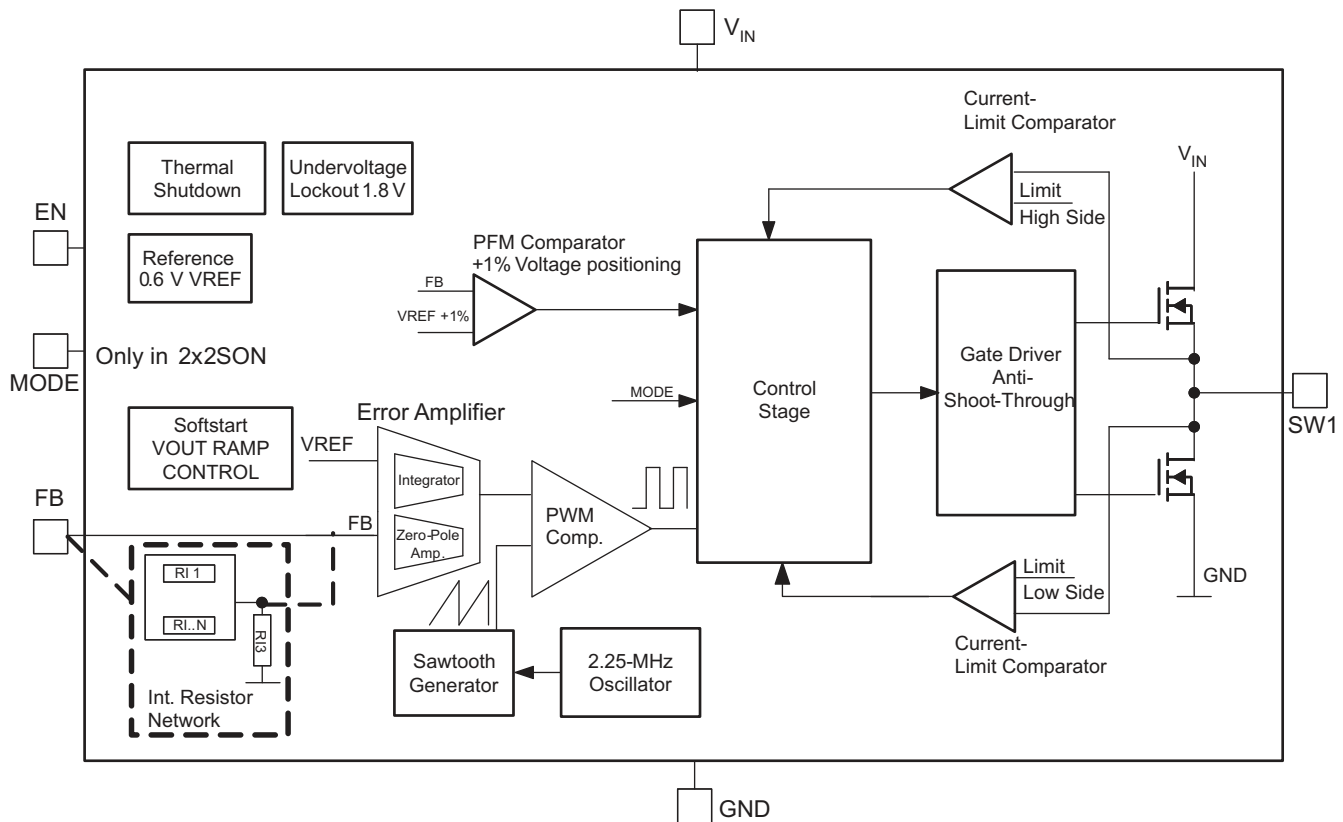 VIN
Current-
Limit Comparator
Thermal
Shutdown
Undervoltage
Lockout 1.8 V
VIN
Limit
High Side
EN
Reference
0.6 V VREF
PFM Comparator
+1% Voltage positioning
FB
VREF +1%
MODE
Only in 2x2SON
MODE
Control
Stage
Gate Driver
Anti-
Shoot-Through
SW1
Softstart
VOUT RAMP
CONTROL
Error Amplifier
VREF
Integrator
FB
FB
Zero-Pole
Amp.
PWM
Comp.
RI 1
RI..N
RI3
Int. Resistor
Network
Sawtooth
Generator
2.25-MHz
Oscillator
Limit
Low Side
GND
Current-
Limit Comparator
GND